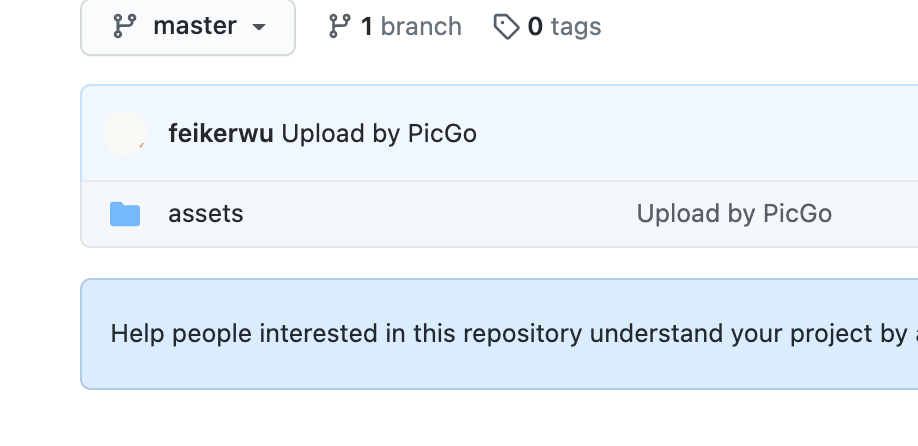 master 1 branch 0 tags
feikerwu Upload by PicGo
assets Upload by PicGo
Help people interested in this repository understand your project by